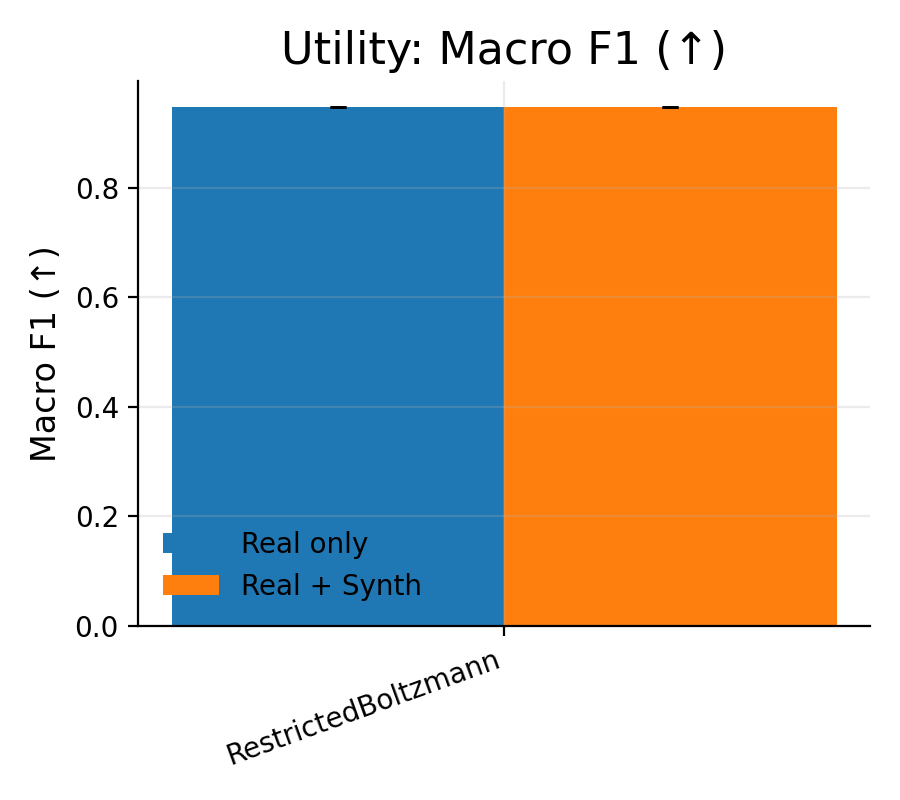 Utility: Macro F1 (↑)
Macro F1 (↑)
0.8
0.6
0.4
0.2
0.0
Real only
Real + Synth
RestrictedBoltzmann